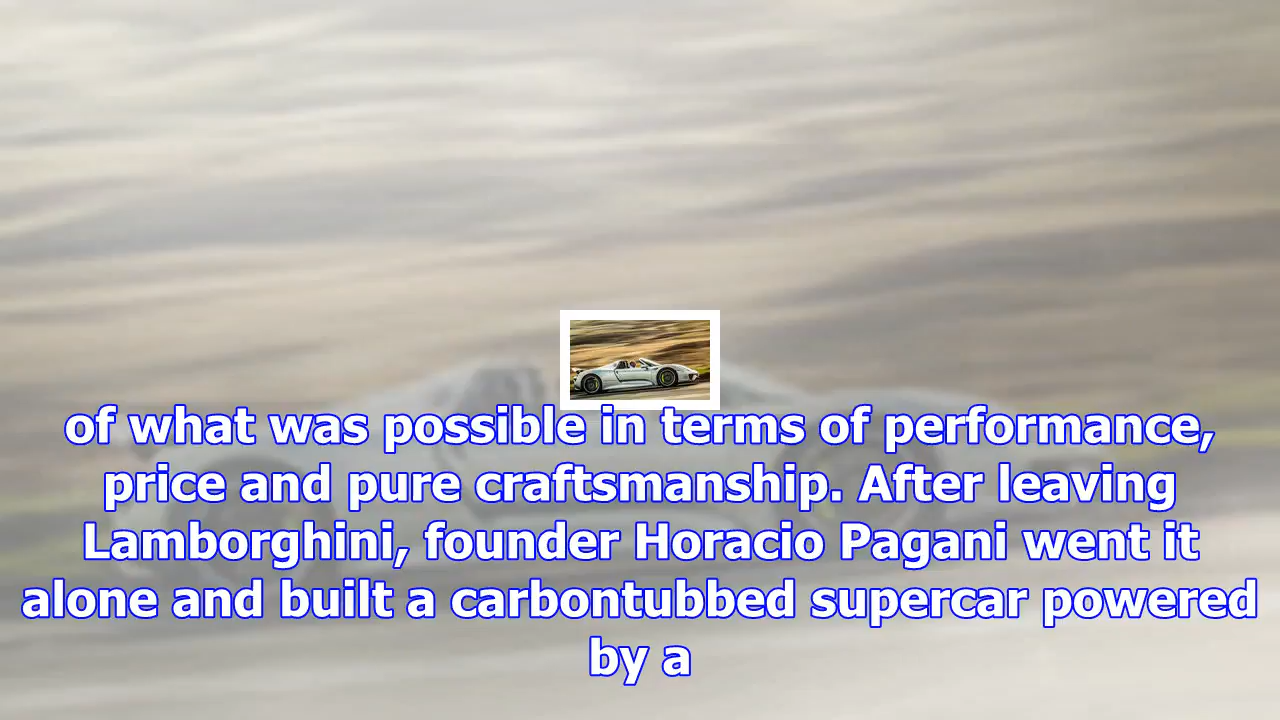 of what was possible in terms of performance,
price and pure craftsmanship. After leaving
Lamborghini, founder Horacio Pagani went it
alone and built a carbontubbed supercar powered
by a